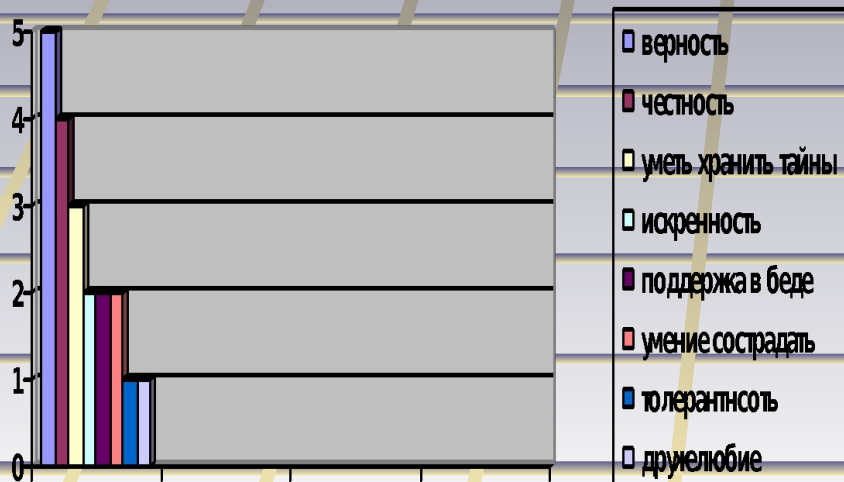 5
4
3
2
1
0
верность
честность
уметь хранить тайны
искренность
поддержка в беде
умение сострадать
толерантнсоть
дружелюбие